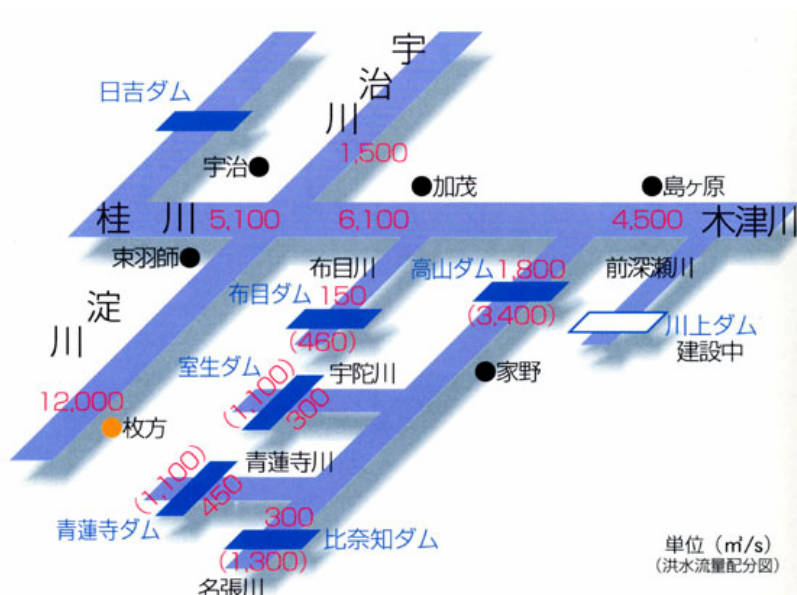 日吉ダム
宇治川
1,500
宇治
加茂
島ヶ原
桂川
5,100
6,100
4,500
木津川
束羽師
布目川
高山ダム
1,800
前深瀬川
淀川
布目ダム
150
(460)
(3,400)
川上ダム
建設中
室生ダム
(1,100)
300
宇陀川
家野
12,000
枚方
青蓮寺川
(1,100)
450
青蓮寺ダム
300
(1,300)
比奈知ダム
名張川
単位(㎥/s)
(洪水流量配分図)